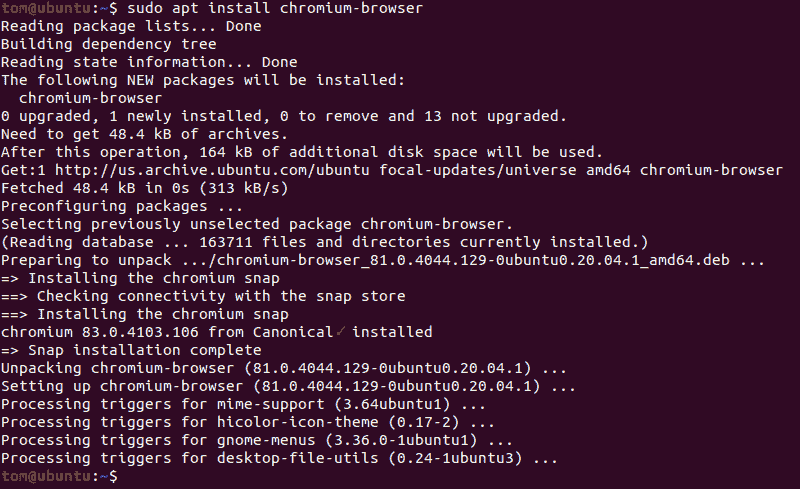 tom@ubuntu:~$ sudo apt install chromium-browser
Reading package lists... Done
Building dependency tree
Reading state information... Done
The following NEW packages will be installed:
  chromium-browser
0 upgraded, 1 newly installed, 0 to remove and 13 not upgraded.
Need to get 48.4 kB of archives.
After this operation, 164 kB of additional disk space will be used.
Get:1 http://us.archive.ubuntu.com/ubuntu focal-updates/universe amd64 chromium-browser
Fetched 48.4 kB in 0s (313 kB/s)
Preconfiguring packages ...
Selecting previously unselected package chromium-browser.
(Reading database ... 163711 files and directories currently installed.)
Preparing to unpack .../chromium-browser_81.0.4044.129-0ubuntu0.20.04.1_amd64.deb ...
=> Installing the chromium snap
==> Checking connectivity with the snap store
==> Installing the chromium snap
chromium 83.0.4103.106 from Canonical✓ installed
=> Snap installation complete
Unpacking chromium-browser (81.0.4044.129-0ubuntu0.20.04.1) ...
Setting up chromium-browser (81.0.4044.129-0ubuntu0.20.04.1) ...
Processing triggers for mime-support (3.64ubuntu1) ...
Processing triggers for hicolor-icon-theme (0.17-2) ...
Processing triggers for gnome-menus (3.36.0-1ubuntu1) ...
Processing triggers for desktop-file-utils (0.24-1ubuntu3) ...
tom@ubuntu:~$